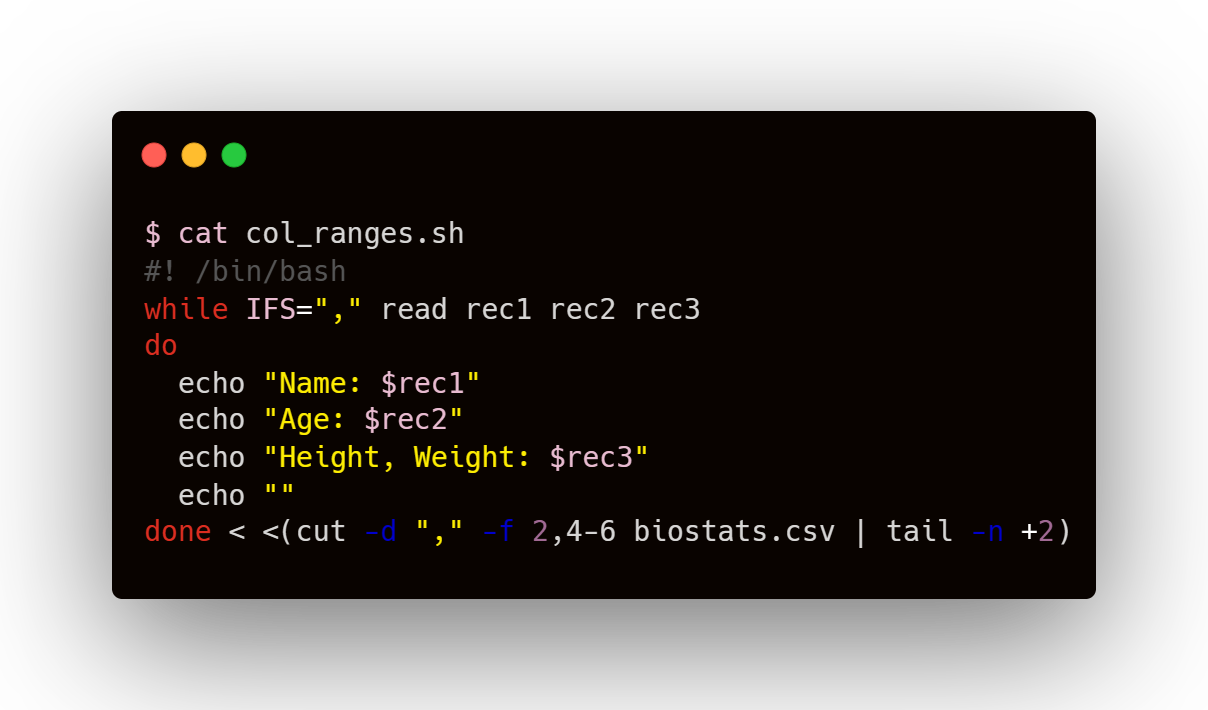 $ cat col_ranges.sh
#! /bin/bash
while IFS="," read rec1 rec2 rec3
do
  echo "Name: $rec1"
  echo "Age: $rec2"
  echo "Height, Weight: $rec3"
  echo ""
done < <(cut -d "," -f 2,4-6 biostats.csv | tail -n +2)